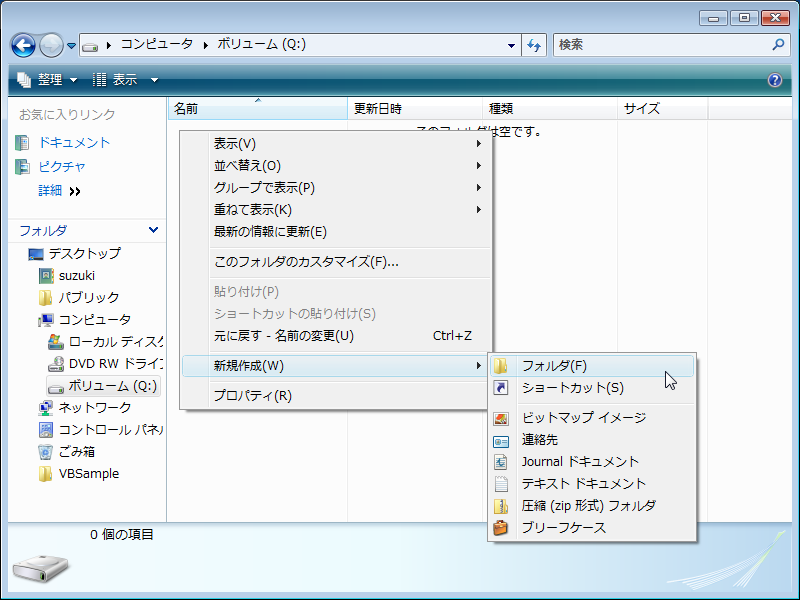 コンピュータ ボリューム (Q:)
検索
整理 表示
お気に入りリンク
ドキュメント
ピクチャ
詳細
フォルダ
デスクトップ
suzuki
パブリック
コンピュータ
ローカル ディスク
DVD RW ドライ
ボリューム (Q:)
ネットワーク
コントロール パネル
ごみ箱
VBSample
名前 更新日時 種類 サイズ
このフォルダは空です。
表示(V)
並べ替え(O)
グループで表示(P)
重ねて表示(K)
最新の情報に更新(E)
このフォルダのカスタマイズ(F)...
貼り付け(P)
ショートカットの貼り付け(S)
元に戻す - 名前の変更(U) Ctrl+Z
新規作成(W)
プロパティ(R)
フォルダ(F)
ショートカット(S)
ビットマップ イメージ
連絡先
Journal ドキュメント
テキスト ドキュメント
圧縮 (zip 形式) フォルダ
ブリーフケース
0 個の項目